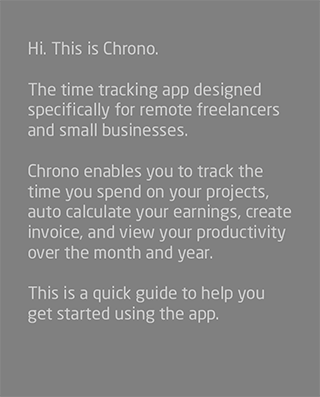 Hi. This is Chrono.
The time tracking app designed
specifically for remote freelancers
and small businesses.
Chrono enables you to track the
time you spend on your projects,
auto calculate your earnings, create
invoice, and view your productivity
over the month and year.
This is a quick guide to help you
get started using the app.